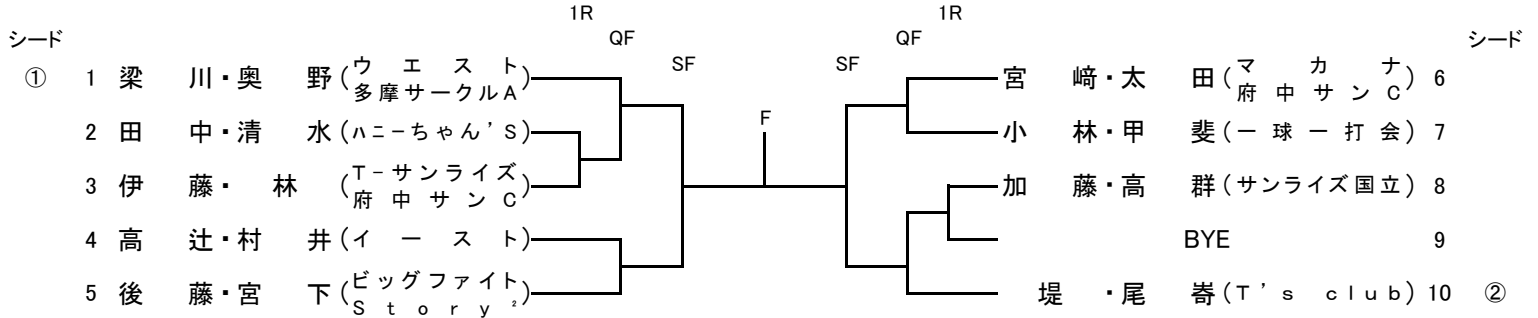 1R 1R
QF QF
シード シード
SF SF
① 1 梁 川・奥 野(ウエスト 多摩サークルA) 宮 﨑・太 田(マカナ 府中サンC) 6
F
2 田 中・清 水(ハニーちゃん'S) 小 林・甲 斐(一球一打会) 7
3 伊 藤・ 林 (T-サンライズ 府中サンC) 加 藤・高 群(サンライズ国立) 8
4 高 辻・村 井(イースト) BYE 9
5 後 藤・宮 下(ビッグファイト Story²) 堤 ・尾 嵜(T's club) 10 ②